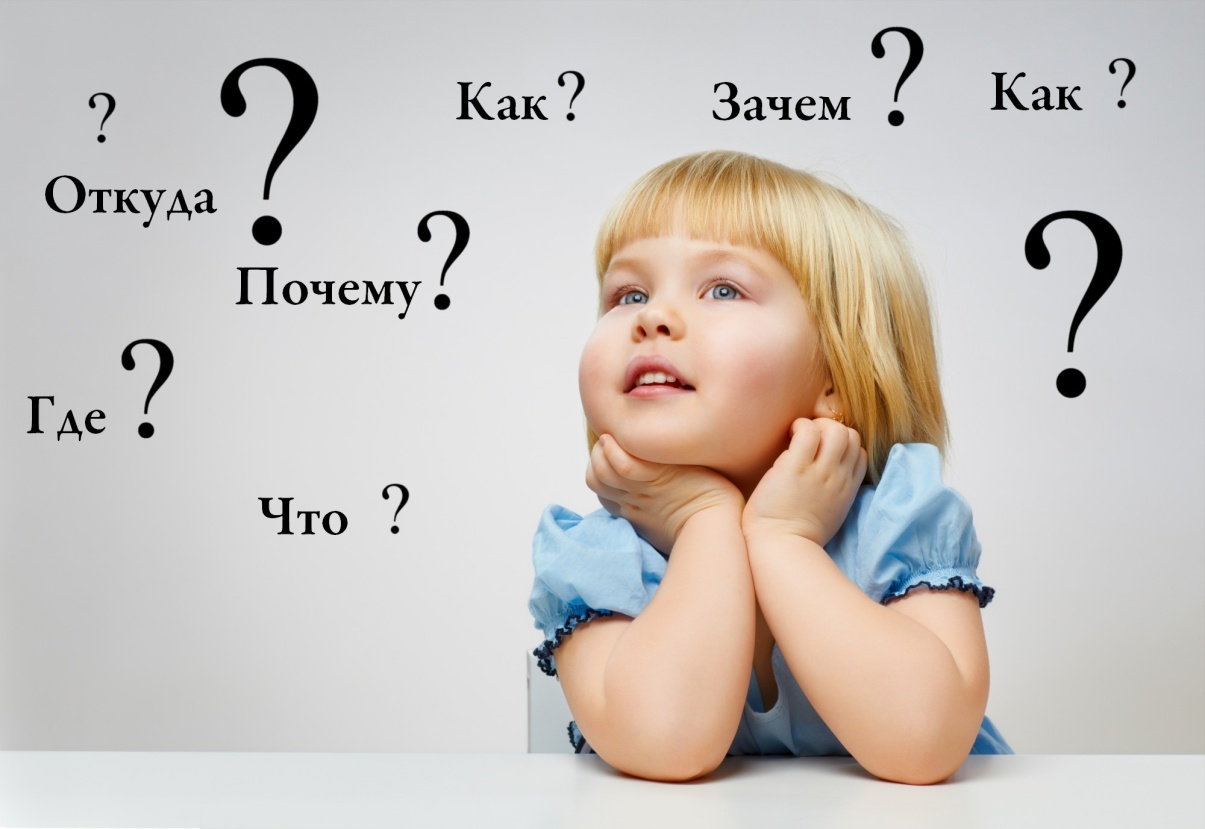 Как?
Зачем ?
Как ?
?
Откуда ?
Почему ?
Где ?
?
Что ?